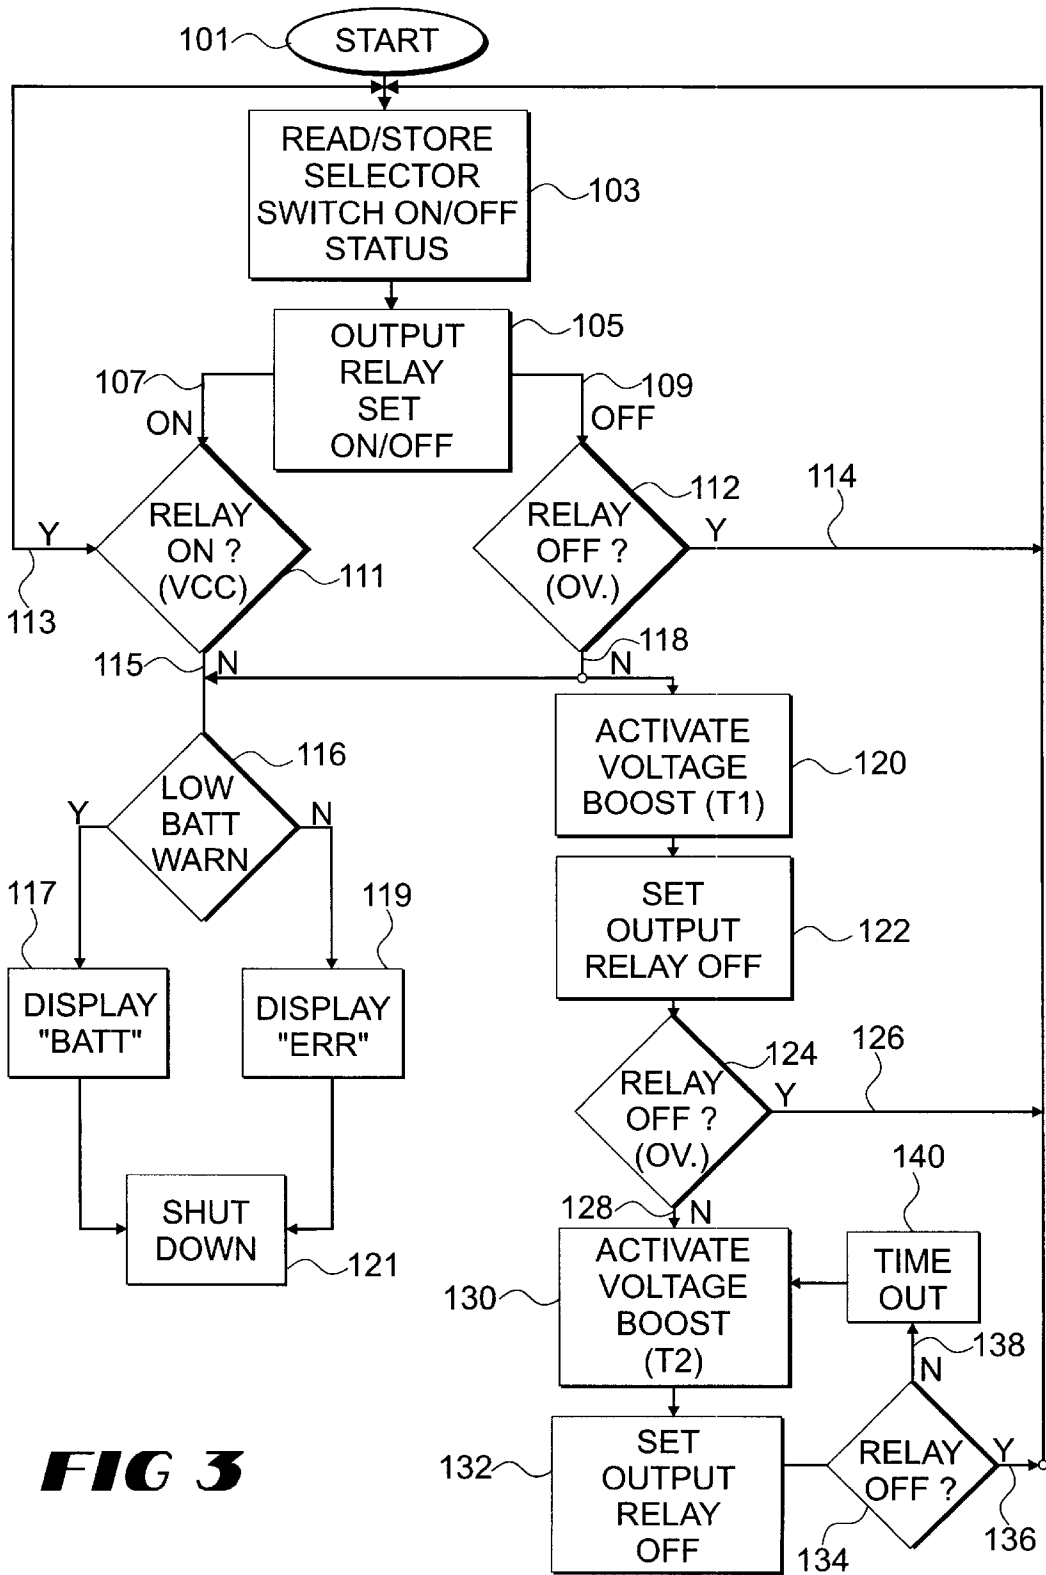 101
START
READ/STORE
SELECTOR
SWITCH ON/OFF
STATUS
103
OUTPUT
RELAY
SET
ON/OFF
105
107
ON
109
OFF
RELAY
ON ?
(VCC)
111
Y
113
RELAY
OFF ?
(OV.)
112
Y
114
115
N
118
N
LOW
BATT
WARN
116
Y
N
ACTIVATE
VOLTAGE
BOOST (T1)
120
117
DISPLAY
"BATT"
119
DISPLAY
"ERR"
SET
OUTPUT
RELAY OFF
122
RELAY
OFF ?
(OV.)
124
Y
126
128
N
SHUT
DOWN
121
ACTIVATE
VOLTAGE
BOOST
(T2)
130
140
TIME
OUT
138
N
SET
OUTPUT
RELAY
OFF
132
RELAY
OFF ?
134
Y
136
FIG 3